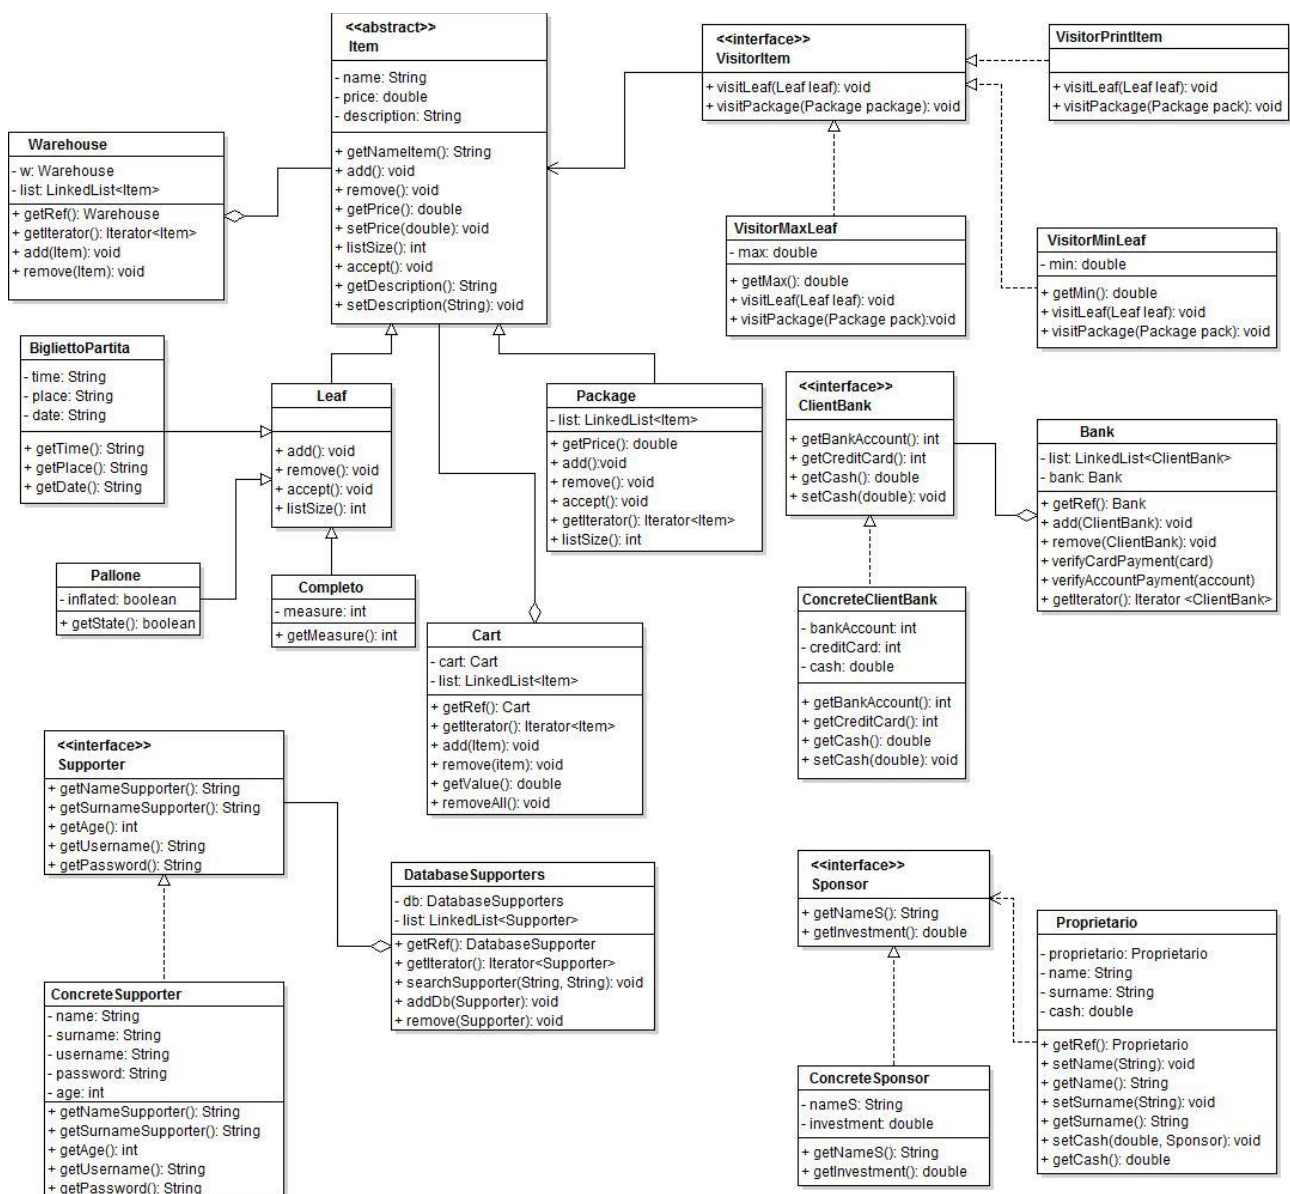 <<abstract>>
Item
- name: String
- price: double
- description: String
+ getNameItem(): String
+ add(): void
+ remove(): void
+ getPrice(): double
+ setPrice(double): void
+ listSize(): int
+ accept(): void
+ getDescription(): String
+ setDescription(String): void
<<interface>>
VisitorItem
+ visitLeaf(Leaf leaf): void
+ visitPackage(Package package): void
VisitorPrintItem
+ visitLeaf(Leaf leaf): void
+ visitPackage(Package pack): void
Warehouse
- w: Warehouse
- list: LinkedList<Item>
+ getRef(): Warehouse
+ getIterator(): Iterator<Item>
+ add(Item): void
+ remove(Item): void
VisitorMaxLeaf
- max: double
+ getMax(): double
+ visitLeaf(Leaf leaf): void
+ visitPackage(Package pack):void
VisitorMinLeaf
- min: double
+ getMin(): double
+ visitLeaf(Leaf leaf): void
+ visitPackage(Package pack): void
BigliettoPartita
- time: String
- place: String
- date: String
+ getTime(): String
+ getPlace(): String
+ getDate(): String
Leaf
+ add(): void
+ remove(): void
+ accept(): void
+ listSize(): int
Package
- list: LinkedList<Item>
+ getPrice(): double
+ add():void
+ remove(): void
+ accept(): void
+ getIterator(): Iterator<Item>
+ listSize(): int
<<interface>>
ClientBank
+ getBankAccount(): int
+ getCreditCard(): int
+ getCash(): double
+ setCash(double): void
Bank
- list: LinkedList<ClientBank>
- bank: Bank
+ getRef(): Bank
+ add(ClientBank): void
+ remove(ClientBank): void
+ verifyCardPayment(card)
+ verifyAccountPayment(account)
+ getIterator(): Iterator <ClientBank>
Pallone
- inflated: boolean
+ getState(): boolean
Completo
- measure: int
+ getMeasure(): int
ConcreteClientBank
- bankAccount: int
- creditCard: int
- cash: double
+ getBankAccount(): int
+ getCreditCard(): int
+ getCash(): double
+ setCash(double): void
Cart
- cart: Cart
- list: LinkedList<Item>
+ getRef(): Cart
+ getIterator(): Iterator<Item>
+ add(Item): void
+ remove(item): void
+ getValue(): double
+ removeAll(): void
<<interface>>
Supporter
+ getNameSupporter(): String
+ getSurnameSupporter(): String
+ getAge(): int
+ getUsername(): String
+ getPassword(): String
DatabaseSupporters
- db: DatabaseSupporters
- list: LinkedList<Supporter>
+ getRef(): DatabaseSupporter
+ getIterator(): Iterator<Supporter>
+ searchSupporter(String, String): void
+ addDb(Supporter): void
+ remove(Supporter): void
<<interface>>
Sponsor
+ getNameS(): String
+ getInvestment(): double
Proprietario
- proprietario: Proprietario
- name: String
- surname: String
- cash: double
+ getRef(): Proprietario
+ setName(String): void
+ getName(): String
+ setSurname(String): void
+ getSurname(): String
+ setCash(double, Sponsor): void
+ getCash(): double
ConcreteSupporter
- name: String
- surname: String
- username: String
- password: String
- age: int
+ getNameSupporter(): String
+ getSurnameSupporter(): String
+ getAge(): int
+ getUsername(): String
+ getPassword(): String
ConcreteSponsor
- nameS: String
- investment: double
+ getNameS(): String
+ getInvestment(): double